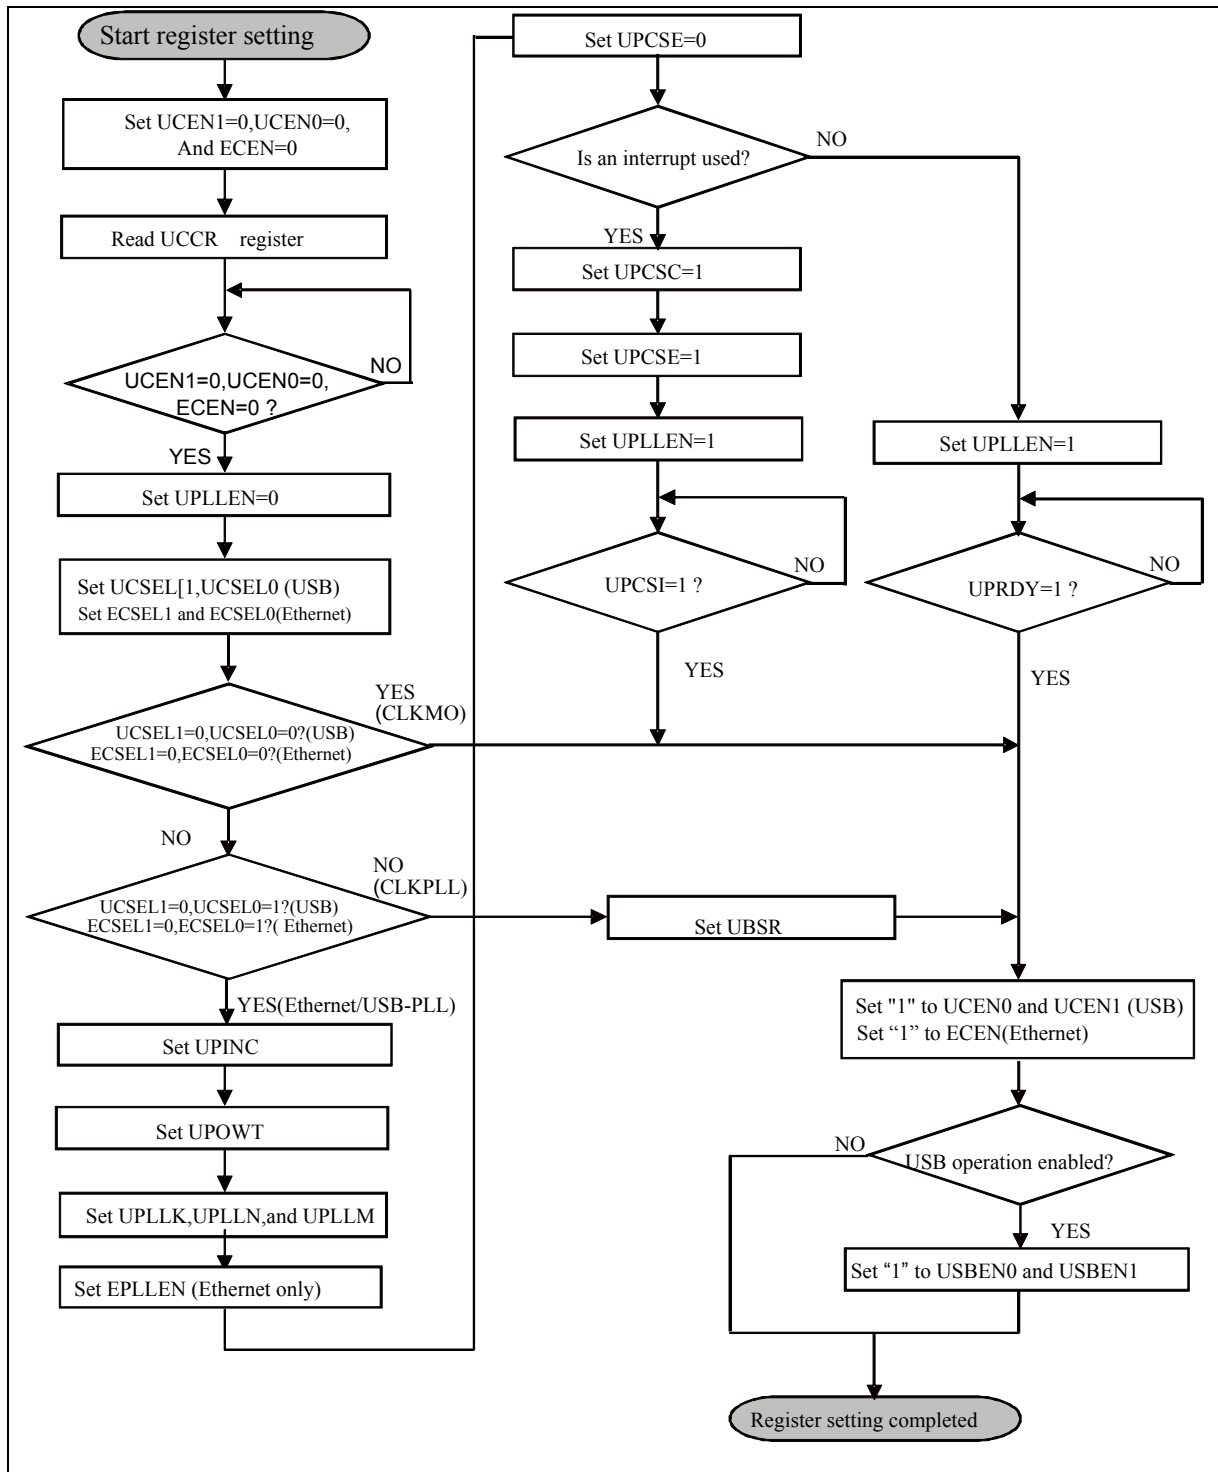 Start register setting
Set UCEN1=0,UCEN0=0,
And ECEN=0
Read UCCR register
NO
UCEN1=0,UCEN0=0,
ECEN=0 ?
YES
Set UPLLEN=0
Set UCSEL[1,UCSEL0 (USB)
Set ECSEL1 and ECSEL0(Ethernet)
YES
(CLKMO)
UCSEL1=0,UCSEL0=0?(USB)
ECSEL1=0,ECSEL0=0?(Ethernet)
NO
NO
(CLKPLL)
UCSEL1=0,UCSEL0=1?(USB)
ECSEL1=0,ECSEL0=1?( Ethernet)
YES(Ethernet/USB-PLL)
Set UPINC
Set UPOWT
Set UPLLK,UPLLN,and UPLLM
Set EPLLEN (Ethernet only)
Set UPCSE=0
Is an interrupt used?
NO
YES
Set UPCSC=1
Set UPCSE=1
Set UPLLEN=1
UPCSI=1 ?
NO
YES
Set UPLLEN=1
UPRDY=1 ?
NO
YES
Set UBSR
Set "1" to UCEN0 and UCEN1 (USB)
Set “1” to ECEN(Ethernet)
NO
USB operation enabled?
YES
Set “1” to USBEN0 and USBEN1
Register setting completed